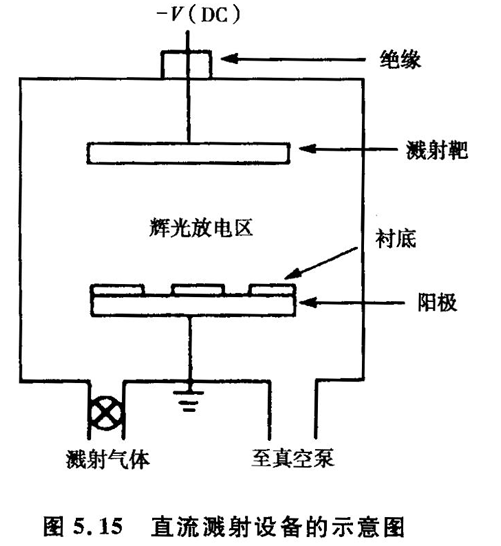 -V(DC)
绝缘
溅射靶
辉光放电区
衬底
阳极
溅射气体
至真空泵
图 5.15 直流溅射设备的示意图